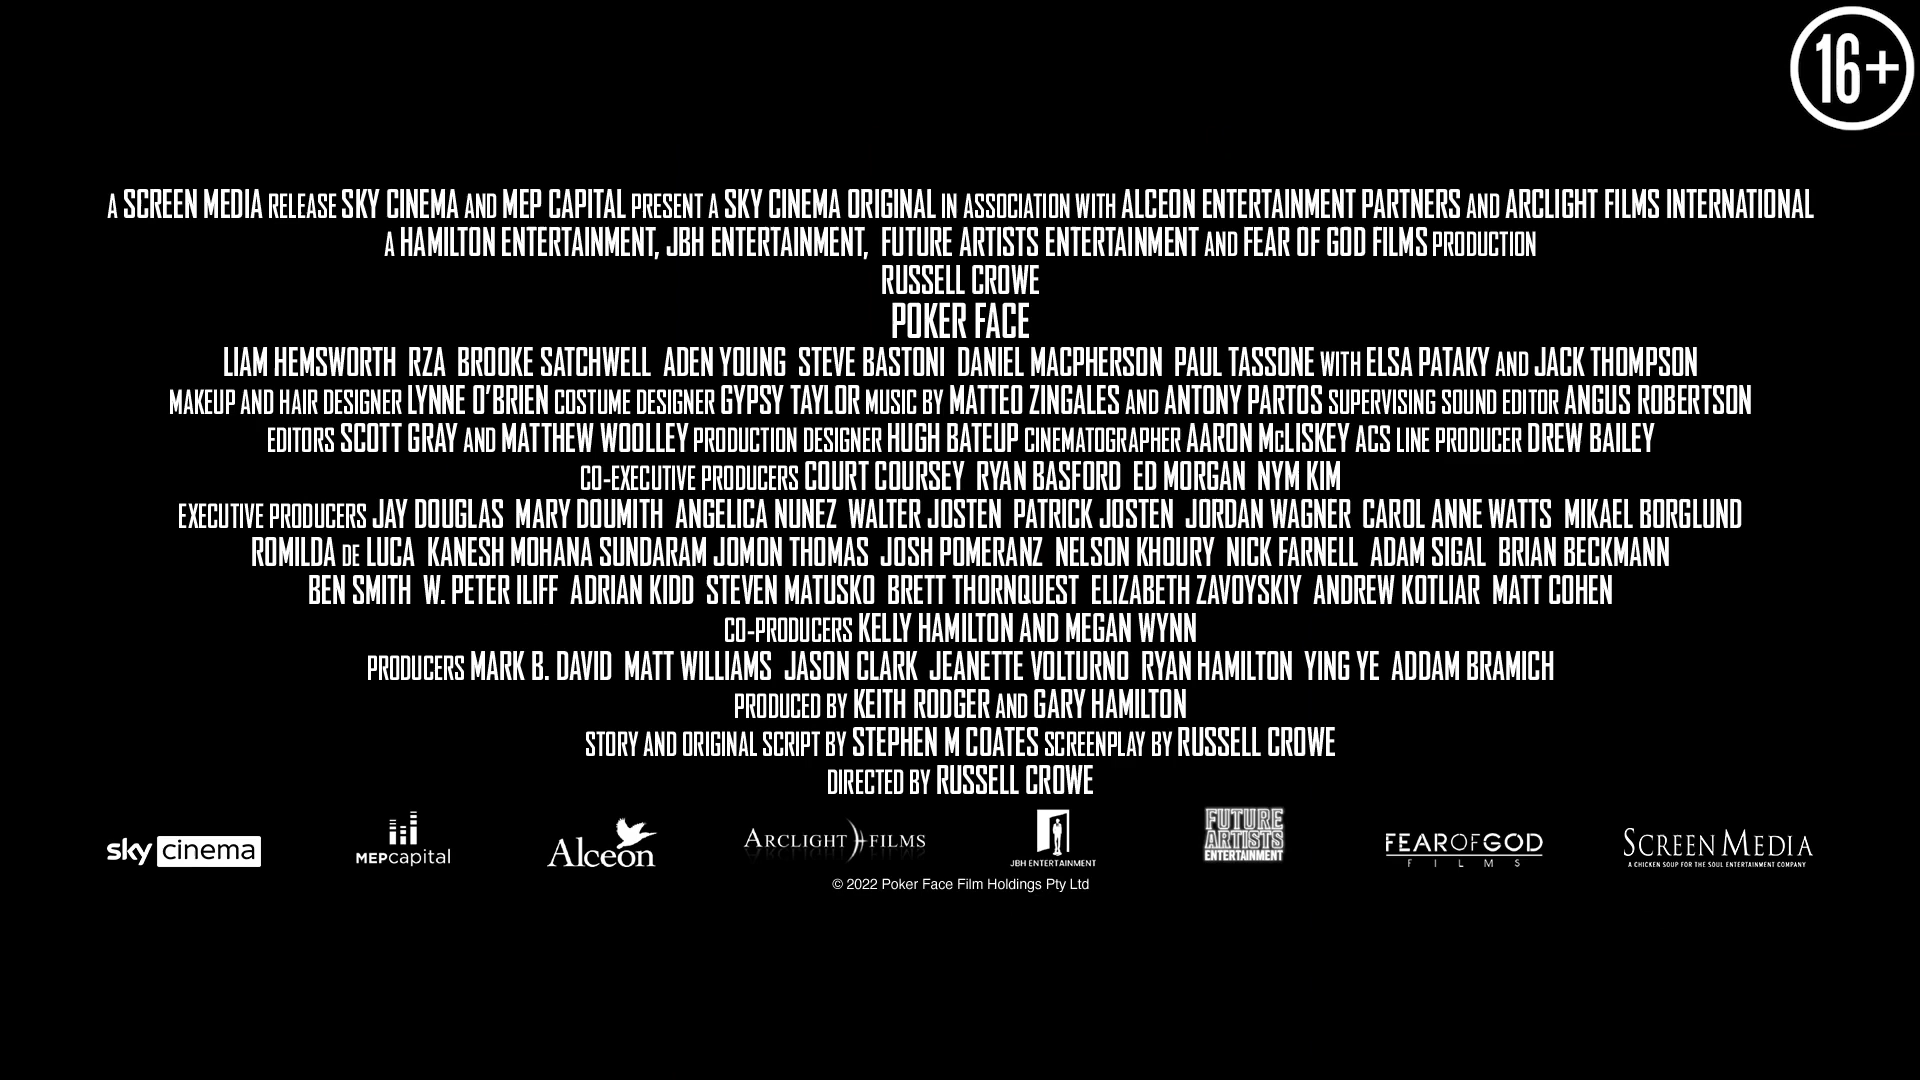 16+
A SCREEN MEDIA RELEASE SKY CINEMA AND MEP CAPITAL PRESENT A SKY CINEMA ORIGINAL IN ASSOCIATION WITH ALCEON ENTERTAINMENT PARTNERS AND ARCLIGHT FILMS INTERNATIONAL
A HAMILTON ENTERTAINMENT, JBH ENTERTAINMENT, FUTURE ARTISTS ENTERTAINMENT AND FEAR OF GOD FILMS PRODUCTION
RUSSELL CROWE
POKER FACE
LIAM HEMSWORTH RZA BROOKE SATCHWELL ADEN YOUNG STEVE BASTONI DANIEL MACPHERSON PAUL TASSONE WITH ELSA PATAKY AND JACK THOMPSON
MAKEUP AND HAIR DESIGNER LYNNE O'BRIEN COSTUME DESIGNER GYPSY TAYLOR MUSIC BY MATTEO ZINGALES AND ANTONY PARTOS SUPERVISING SOUND EDITOR ANGUS ROBERTSON
EDITORS SCOTT GRAY AND MATTHEW WOOLLEY PRODUCTION DESIGNER HUGH BATEUP CINEMATOGRAPHER AARON McLISKEY ACS LINE PRODUCER DREW BAILEY
CO-EXECUTIVE PRODUCERS COURT COURSEY RYAN BASFORD ED MORGAN NYM KIM
EXECUTIVE PRODUCERS JAY DOUGLAS MARY DOUMITH ANGELICA NUNEZ WALTER JOSTEN PATRICK JOSTEN JORDAN WAGNER CAROL ANNE WATTS MIKAEL BORGLUND
ROMILDA DE LUCA KANESH MOHANA SUNDARAM JOMON THOMAS JOSH POMERANZ NELSON KHOURY NICK FARNELL ADAM SIGAL BRIAN BECKMANN
BEN SMITH W. PETER ILIFF ADRIAN KIDD STEVEN MATUSKO BRETT THORNQUEST ELIZABETH ZAVOYSKIY ANDREW KOTLIAR MATT COHEN
CO-PRODUCERS KELLY HAMILTON AND MEGAN WYNN
PRODUCERS MARK B. DAVID MATT WILLIAMS JASON CLARK JEANETTE VOLTURNO RYAN HAMILTON YING YE ADDAM BRAMICH
PRODUCED BY KEITH RODGER AND GARY HAMILTON
STORY AND ORIGINAL SCRIPT BY STEPHEN M COATES SCREENPLAY BY RUSSELL CROWE
DIRECTED BY RUSSELL CROWE
sky cinema
MEPcapital
Alceon
ARCLIGHT FILMS
JBH ENTERTAINMENT
FUTURE
ARTISTS
ENTERTAINMENT
FEAROFGOD
FILMS
SCREEN MEDIA
A CHICKEN SOUP FOR THE SOUL ENTERTAINMENT COMPANY
© 2022 Poker Face Film Holdings Pty Ltd